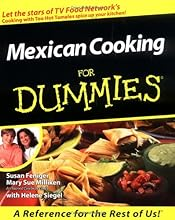 Let the stars of TV Food Network's
Cooking with Too Hot Tamales spice up your kitchen!
Mexican Cooking
FOR
DUMMIES®
Susan Feniger
Mary Sue Milliken
with Helene Siegel
A Reference for the Rest of Us!